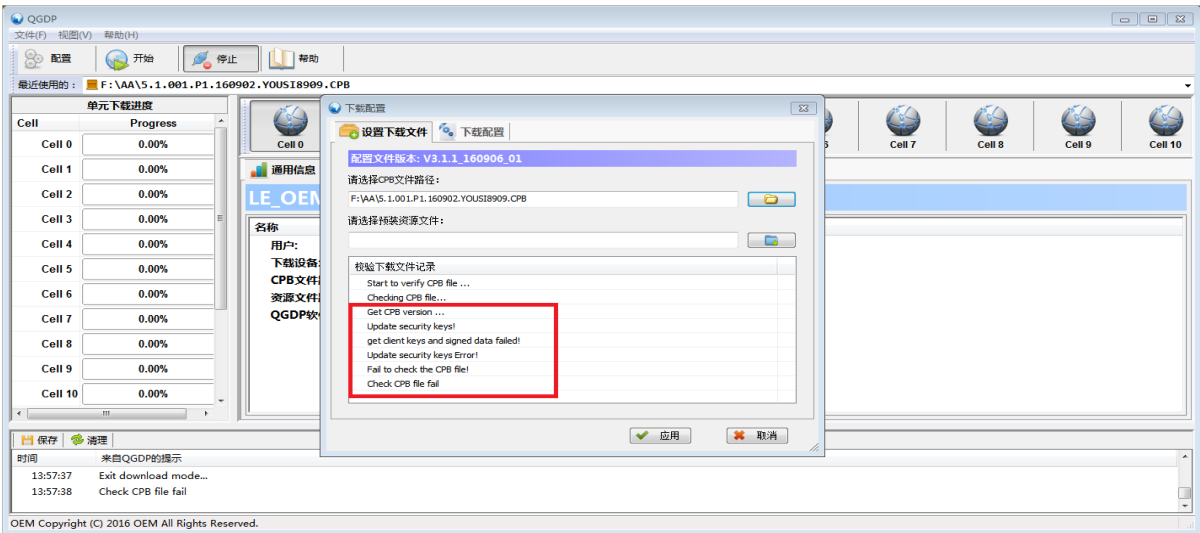 QGDP
文件(F) 视图(V) 帮助(H)
配置 开始 停止 帮助
最近使用的： F:\AA\5.1.001.P1.160902.YOUSI8909.CPB
单元下载进度
Cell Progress
Cell 0 0.00%
Cell 1 0.00%
Cell 2 0.00%
Cell 3 0.00%
Cell 4 0.00%
Cell 5 0.00%
Cell 6 0.00%
Cell 7 0.00%
Cell 8 0.00%
Cell 9 0.00%
Cell 10 0.00%
Cell 0 Cell 7 Cell 8 Cell 9 Cell 10
通用信息
LE_OEM
名称
用户:
下载设备:
CPB文件
资源文件
QGDP软
下载配置
设置下载文件 下载配置
配置文件版本: V3.1.1_160906_01
请选择CPB文件路径：
F:\AA\5.1.001.P1.160902.YOUSI8909.CPB
请选择预装资源文件：
校验下载文件记录
Start to verify CPB file ...
Checking CPB file...
Get CPB version ...
Update security keys!
get client keys and signed data failed!
Update security keys Error!
Fail to check the CPB file!
Check CPB file fail
应用 取消
保存 清理
时间 来自QGDP的提示
13:57:37 Exit download mode...
13:57:38 Check CPB file fail
OEM Copyright (C) 2016 OEM All Rights Reserved.